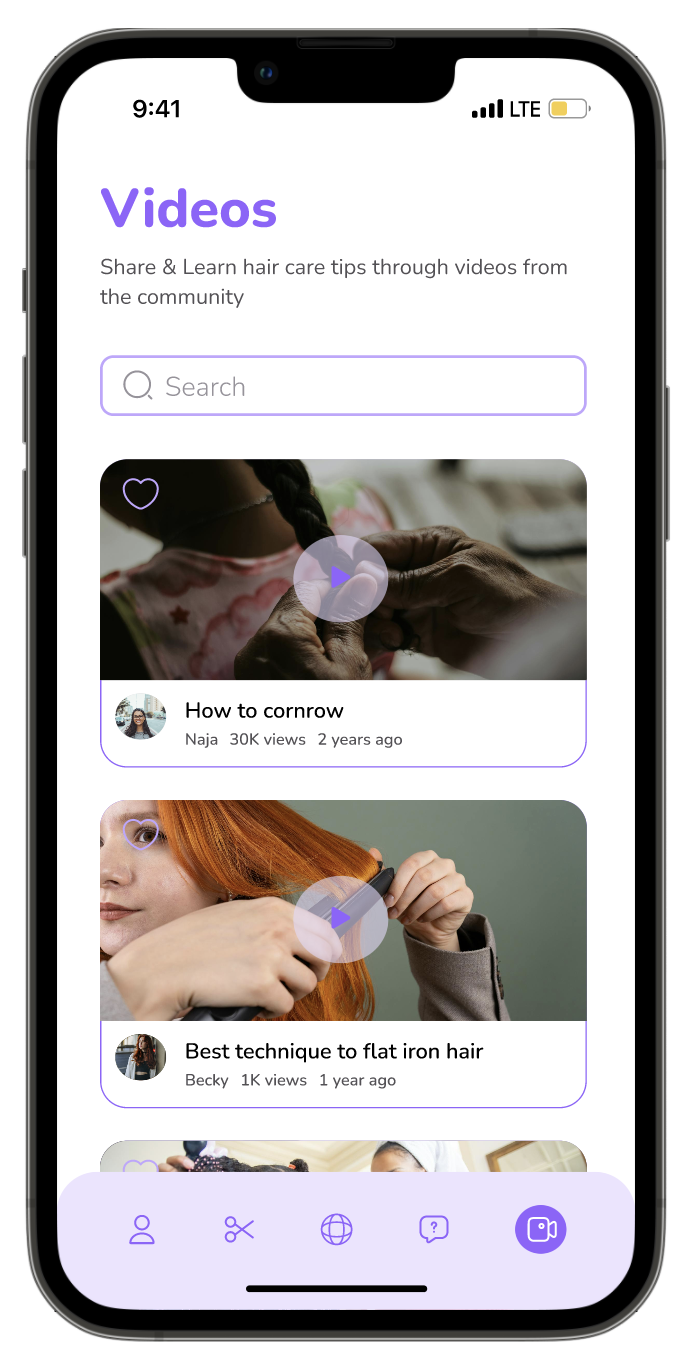 9:41 LTE
Videos
Share & Learn hair care tips through videos from
the community
Search
How to cornrow
Naja 30K views 2 years ago
Best technique to flat iron hair
Becky 1K views 1 year ago
?